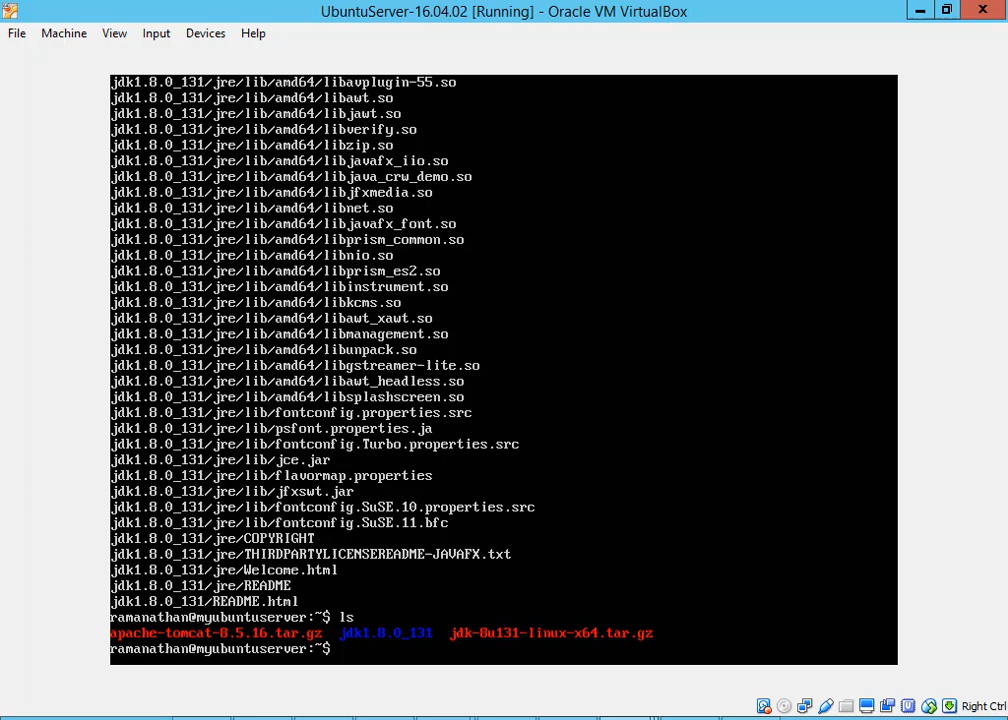 UbuntuServer-16.04.02 [Running] - Oracle VM VirtualBox
File Machine View Input Devices Help
jdk1.8.0_131/jre/lib/amd64/libavplugin-55.so
jdk1.8.0_131/jre/lib/amd64/libawt.so
jdk1.8.0_131/jre/lib/amd64/libjawt.so
jdk1.8.0_131/jre/lib/amd64/libverify.so
jdk1.8.0_131/jre/lib/amd64/libzip.so
jdk1.8.0_131/jre/lib/amd64/libjavafx_iio.so
jdk1.8.0_131/jre/lib/amd64/libjava_crw_demo.so
jdk1.8.0_131/jre/lib/amd64/libjfxmedia.so
jdk1.8.0_131/jre/lib/amd64/libnet.so
jdk1.8.0_131/jre/lib/amd64/libjavafx_font.so
jdk1.8.0_131/jre/lib/amd64/libprism_common.so
jdk1.8.0_131/jre/lib/amd64/libnio.so
jdk1.8.0_131/jre/lib/amd64/libprism_es2.so
jdk1.8.0_131/jre/lib/amd64/libinstrument.so
jdk1.8.0_131/jre/lib/amd64/libkcms.so
jdk1.8.0_131/jre/lib/amd64/libawt_xawt.so
jdk1.8.0_131/jre/lib/amd64/libmanagement.so
jdk1.8.0_131/jre/lib/amd64/libunpack.so
jdk1.8.0_131/jre/lib/amd64/libgstreamer-lite.so
jdk1.8.0_131/jre/lib/amd64/libawt_headless.so
jdk1.8.0_131/jre/lib/amd64/libsplashscreen.so
jdk1.8.0_131/jre/lib/fontconfig.properties.src
jdk1.8.0_131/jre/lib/psfont.properties.ja
jdk1.8.0_131/jre/lib/fontconfig.Turbo.properties.src
jdk1.8.0_131/jre/lib/jce.jar
jdk1.8.0_131/jre/lib/flavormap.properties
jdk1.8.0_131/jre/lib/jfxswt.jar
jdk1.8.0_131/jre/lib/fontconfig.SuSE.10.properties.src
jdk1.8.0_131/jre/lib/fontconfig.SuSE.11.bfc
jdk1.8.0_131/jre/COPYRIGHT
jdk1.8.0_131/jre/THIRDPARTYLICENSEREADME-JAVAFX.txt
jdk1.8.0_131/jre/Welcome.html
jdk1.8.0_131/jre/README
jdk1.8.0_131/README.html
ramanathan@myubuntuserver:~$ ls
apache-tomcat-8.5.16.tar.gz jdk1.8.0_131 jdk-8u131-linux-x64.tar.gz
ramanathan@myubuntuserver:~$
Right Ctrl